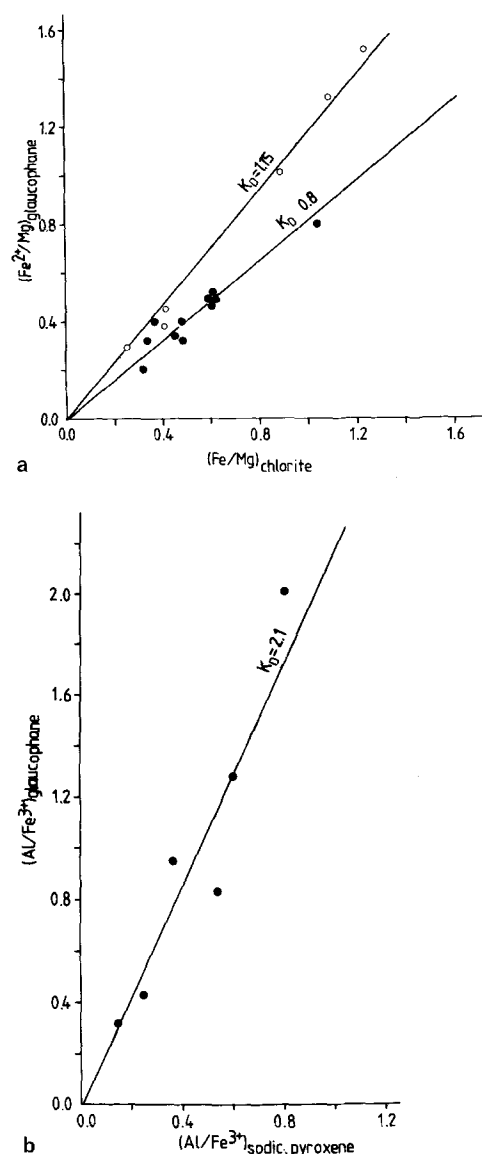 1.6
1.2
0.8
0.4
0.0
(Fe2+/Mg)glaucophane
KD=1.15
KD 0.8
0.0 0.4 0.8 1.2 1.6
(Fe/Mg)chlorite
a
2.0
1.6
1.2
0.8
0.4
0.0
(Al/Fe3+)glaucophane
KD=2.1
0.0 0.4 0.8 1.2
(Al/Fe3+)sodic.pyroxene
b